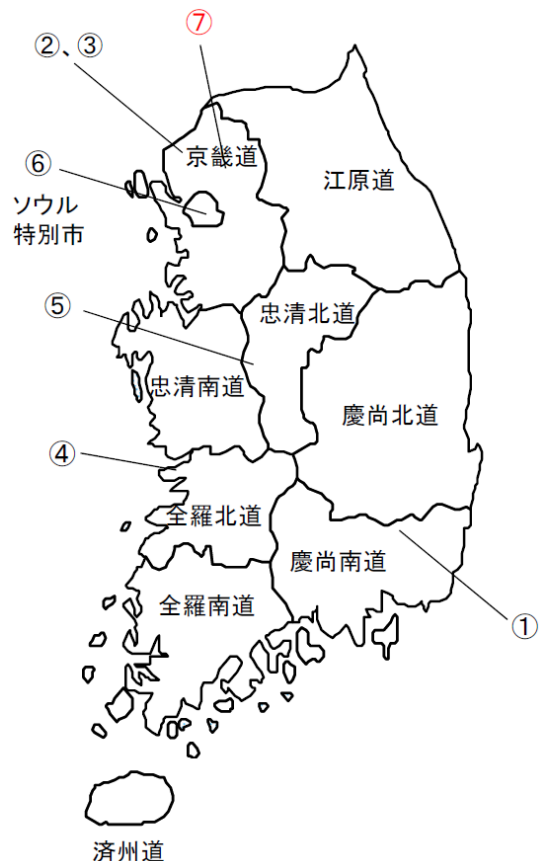 ⑦
②、③
京畿道
江原道
⑥
ソウル
特別市
⑤
忠清北道
忠清南道
慶尚北道
④
全羅北道
慶尚南道
全羅南道
①
済州道